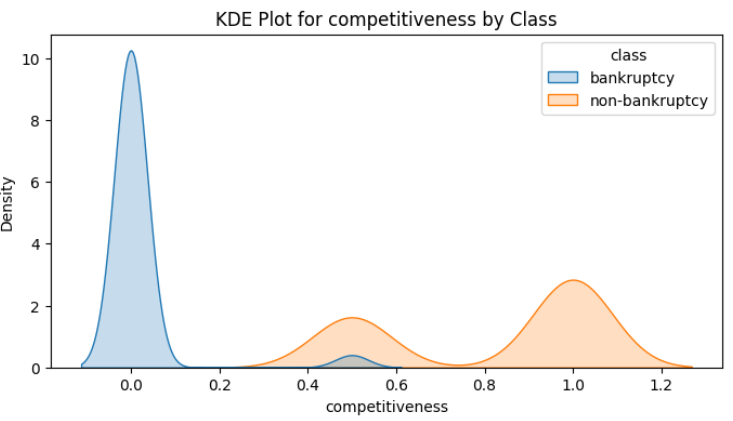 KDE Plot for competitiveness by Class
class
bankruptcy
non-bankruptcy
Density
10
8
6
4
2
0
0.0 0.2 0.4 0.6 0.8 1.0 1.2
competitiveness